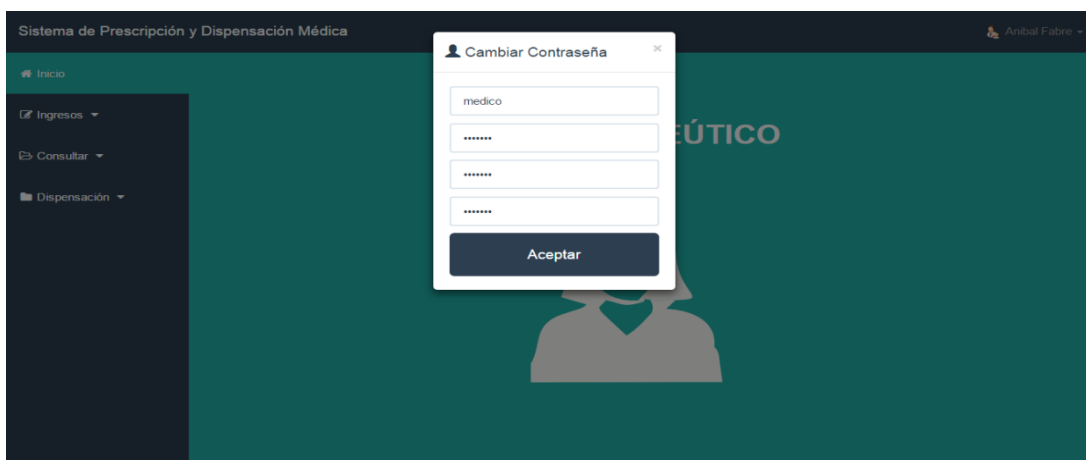 Sistema de Prescripción y Dispensación Médica
Anibal Fabre
Cambiar Contraseña
×
Inicio
Ingresos
Consultar
Dispensación
medico
•••••••
•••••••
•••••••
Aceptar
EÚTICO